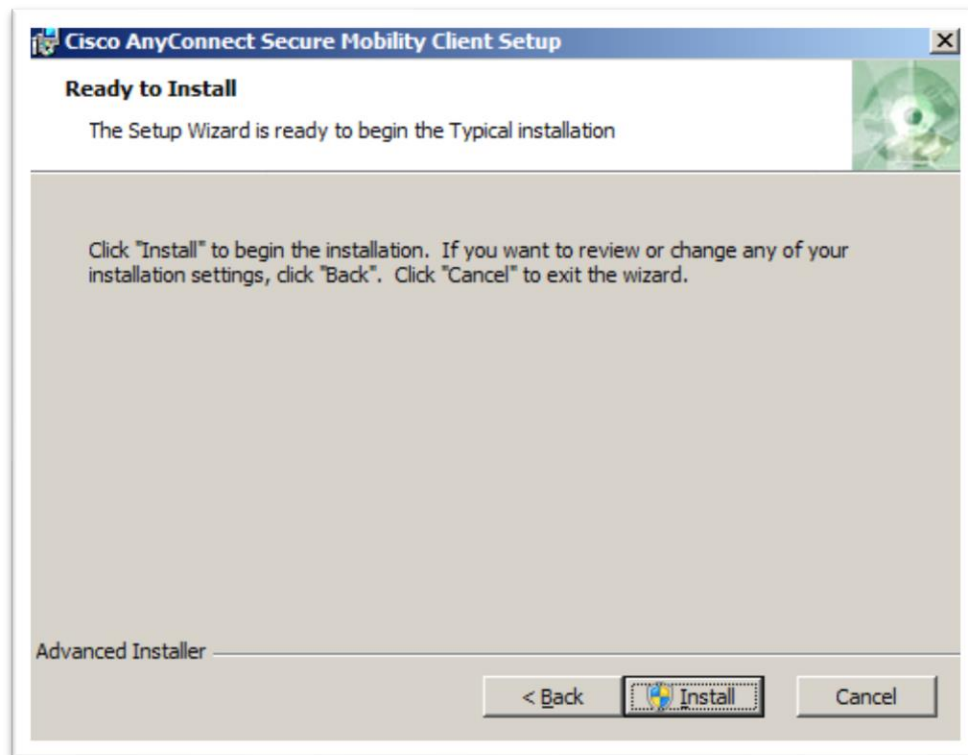 Cisco AnyConnect Secure Mobility Client Setup
Ready to Install
The Setup Wizard is ready to begin the Typical installation
Click "Install" to begin the installation.  If you want to review or change any of your
installation settings, click "Back".  Click "Cancel" to exit the wizard.
Advanced Installer
< Back
Install
Cancel